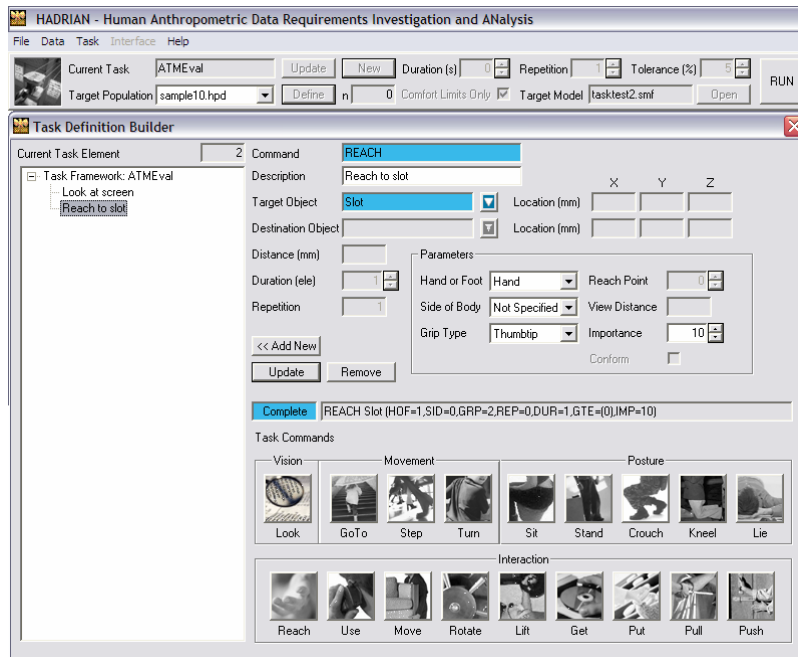 HADRIAN - Human Anthropometric Data Requirements Investigation and ANalysis
File Data Task Interface Help
Current Task ATMEval Update New Duration (s) 0 Repetition 1 Tolerance (%) 5
RUN
Target Population sample10.hpd Define n 0 Comfort Limits Only Target Model tasktest2.smf Open
Task Definition Builder
Current Task Element 2
Task Framework: ATMEval
Look at screen
Reach to slot
Command REACH
Description Reach to slot
X Y Z
Target Object Slot Location (mm)
Destination Object Location (mm)
Distance (mm)
Duration (ele) 1
Repetition 1
Parameters
Hand or Foot Hand Reach Point 0
Side of Body Not Specified View Distance
Grip Type Thumbtip Importance 10
Conform
<< Add New
Update Remove
Complete REACH Slot (HOF=1,SID=0,GRP=2,REP=0,DUR=1,GTE=(0),IMP=10)
Task Commands
Vision Movement Posture
Look GoTo Step Turn Sit Stand Crouch Kneel Lie
Interaction
Reach Use Move Rotate Lift Get Put Pull Push